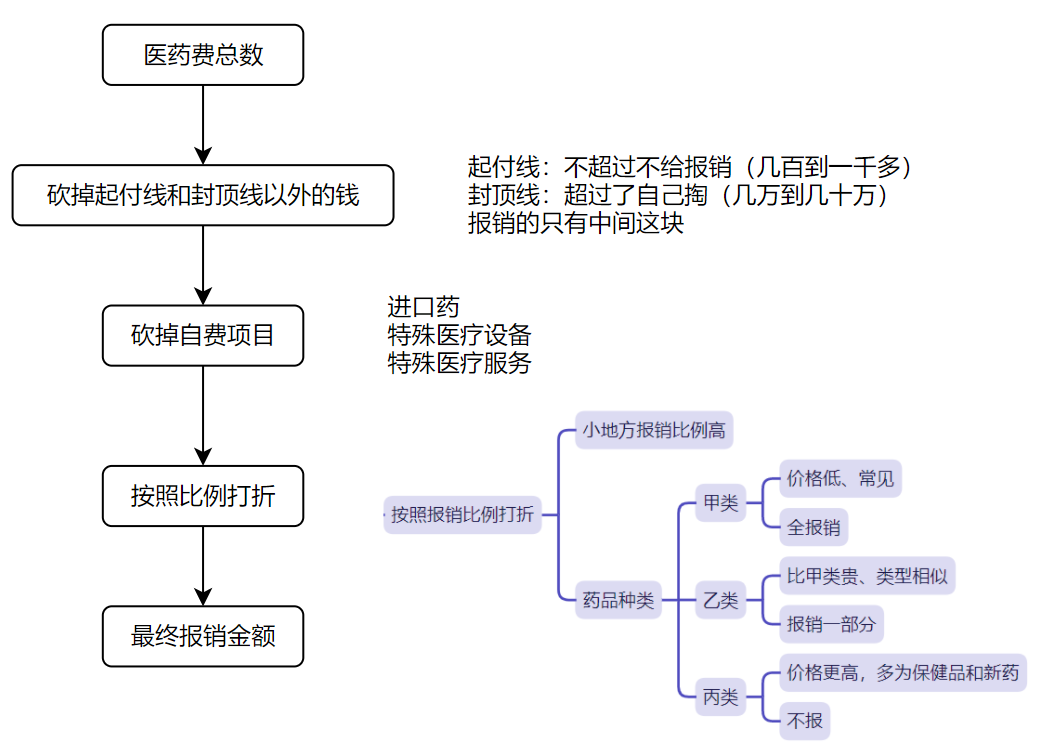 医药费总数
砍掉起付线和封顶线以外的钱
起付线：不超过不给报销（几百到一千多）
封顶线：超过了自己掏（几万到几十万）
报销的只有中间这块
砍掉自费项目
进口药
特殊医疗设备
特殊医疗服务
按照比例打折
最终报销金额
按照报销比例打折
小地方报销比例高
药品种类
甲类
价格低、常见
全报销
乙类
比甲类贵、类型相似
报销一部分
丙类
价格更高，多为保健品和新药
不报